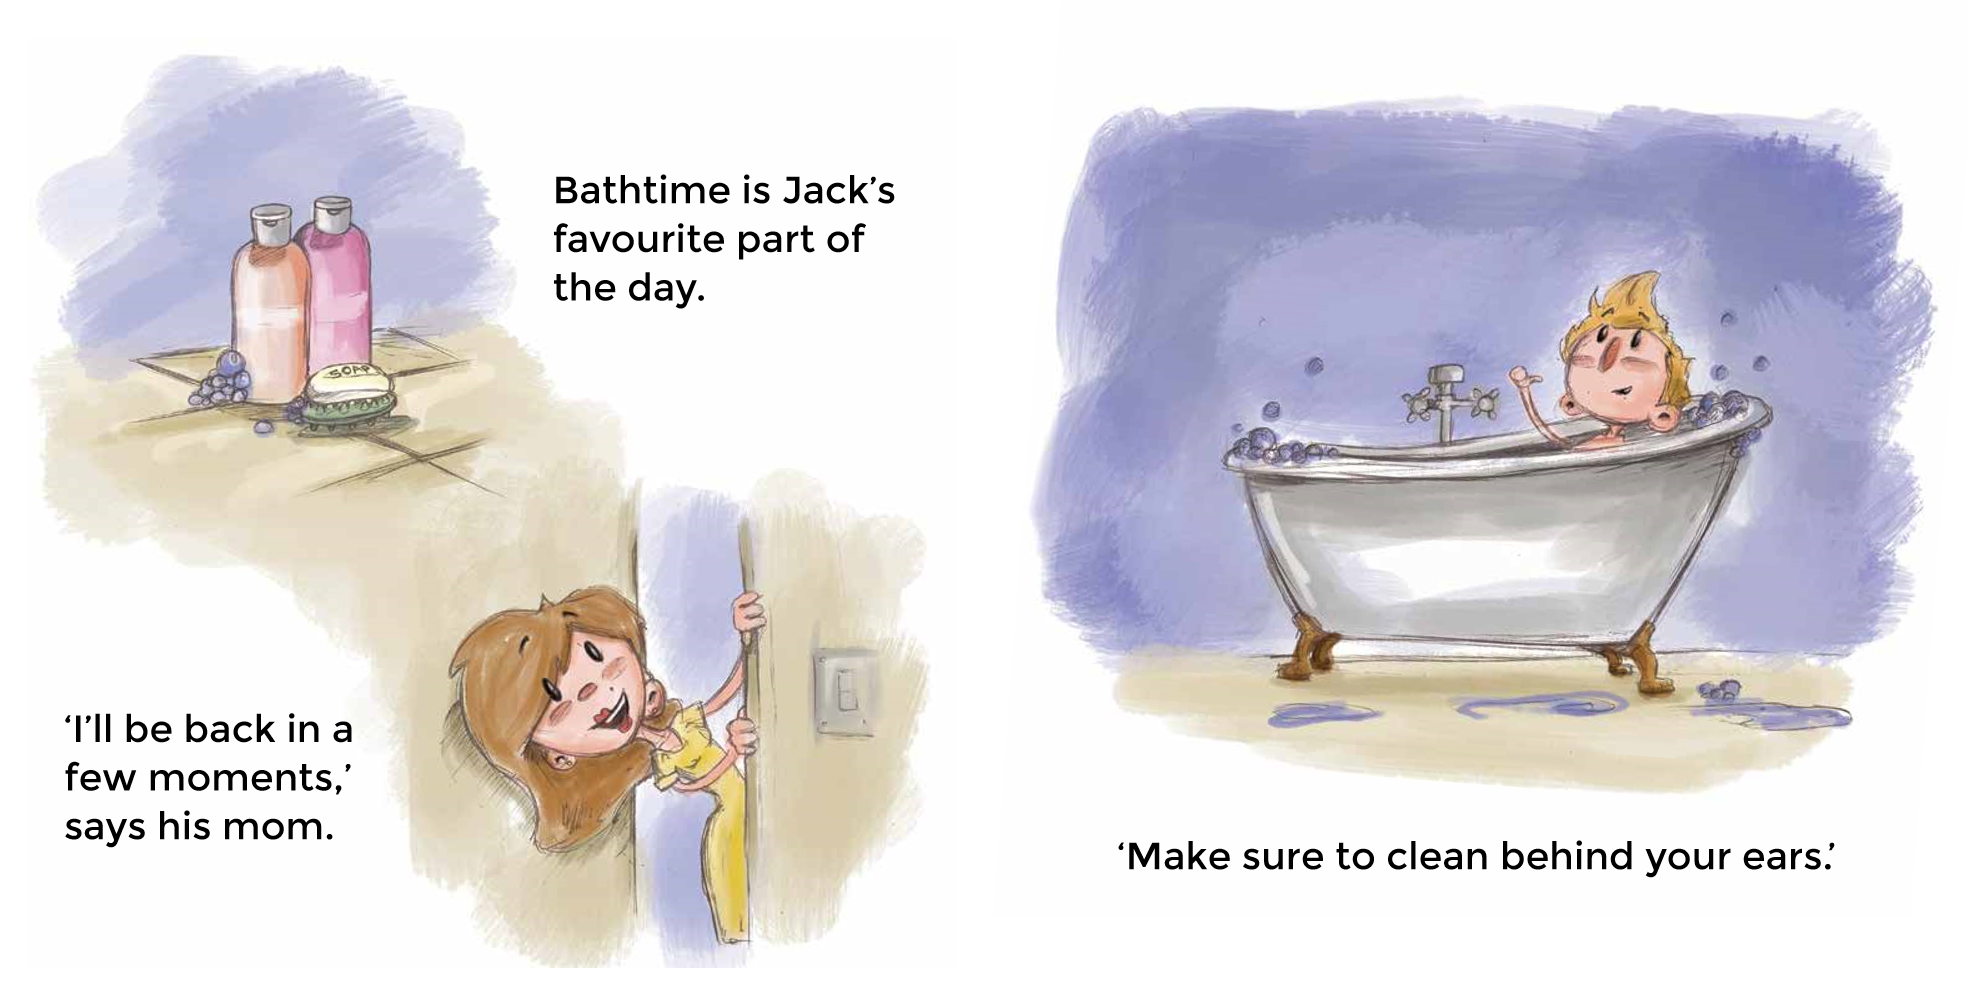 Bathtime is Jack’s
favourite part of
the day.
SOAP
‘I’ll be back in a
few moments,’
says his mom.
‘Make sure to clean behind your ears.’